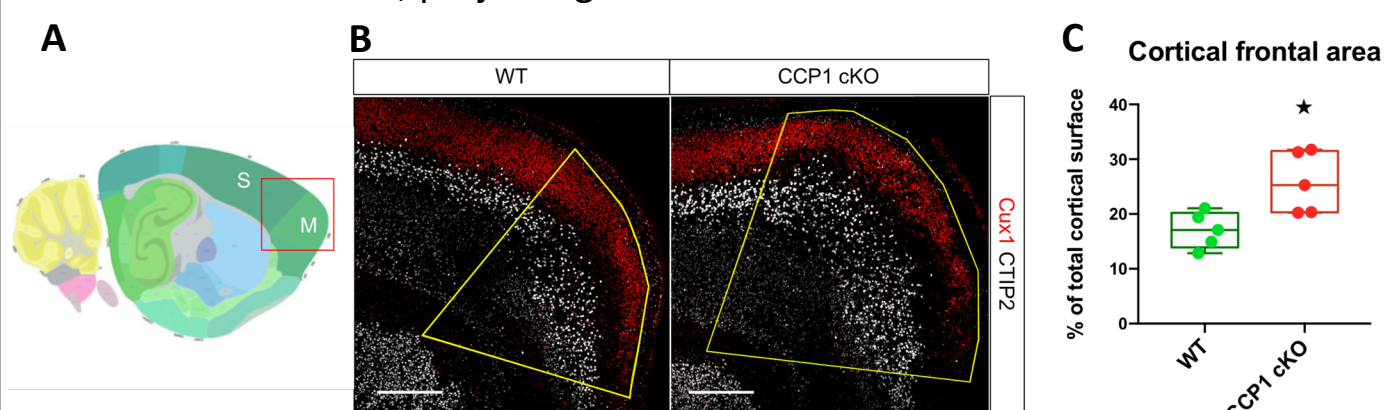 A
S
M
B
WT
CCP1 cKO
Cux1 CTIP2
C
Cortical frontal area
% of total cortical surface
40
30
20
10
0
★
WT
CCP1 cKO